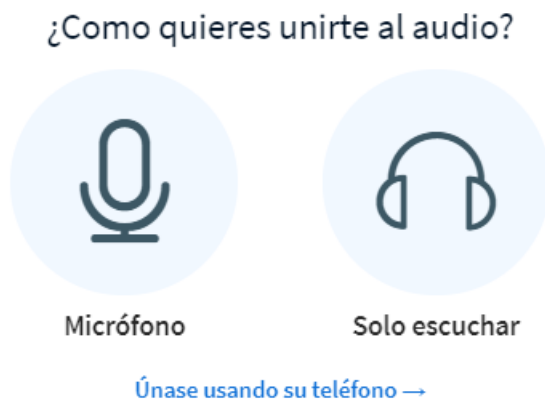 ¿Como quieres unirte al audio?
Micrófono
Solo escuchar
Únase usando su teléfono →